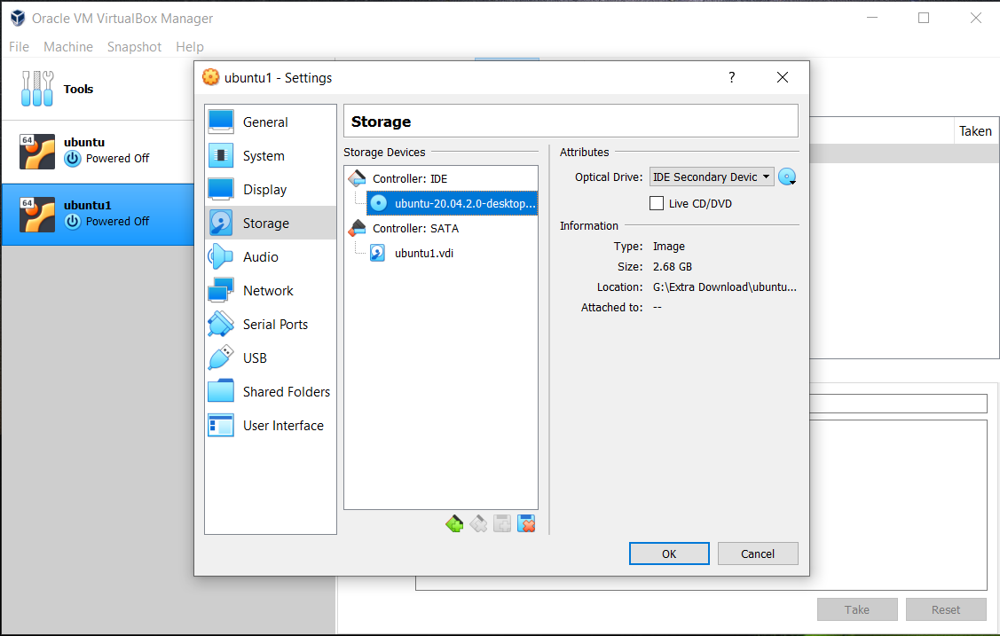 Oracle VM VirtualBox Manager
File Machine Snapshot Help
Tools
64
ubuntu
Powered Off
64
ubuntu1
Powered Off
Taken
ubuntu1 - Settings
?
General
System
Display
Storage
Audio
Network
Serial Ports
USB
Shared Folders
User Interface
Storage
Storage Devices
Controller: IDE
ubuntu-20.04.2.0-desktop...
Controller: SATA
ubuntu1.vdi
Attributes
Optical Drive: IDE Secondary Devic
Live CD/DVD
Information
Type: Image
Size: 2.68 GB
Location: G:\Extra Download\ubuntu...
Attached to: --
OK Cancel
Take Reset